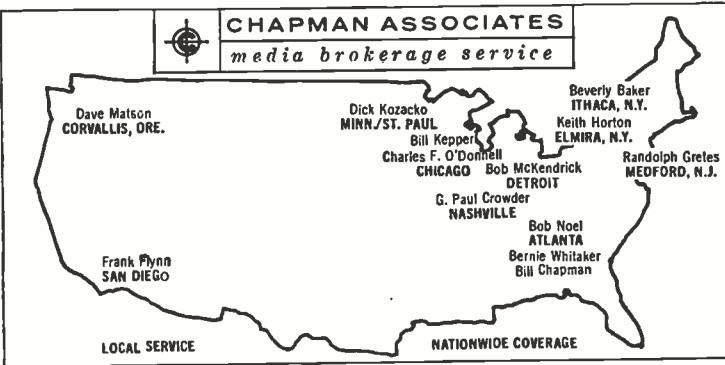 CHAPMAN ASSOCIATES
media brokerage service
Dave Matson
CORVALLIS, ORE.
Dick Kozacko
MINN./ST. PAUL
Bill Kepper
Charles F. O'Donnell
CHICAGO
Bob McKendrick
DETROIT
Beverly Baker
ITHACA, N.Y.
Keith Horton
ELMIRA, N.Y.
Randolph Gretes
MEDFORD, N.J.
G. Paul Crowder
NASHVILLE
Bob Noel
ATLANTA
Bernie Whitaker
Bill Chapman
Frank Flynn
SAN DIEGO
LOCAL SERVICE
NATIONWIDE COVERAGE